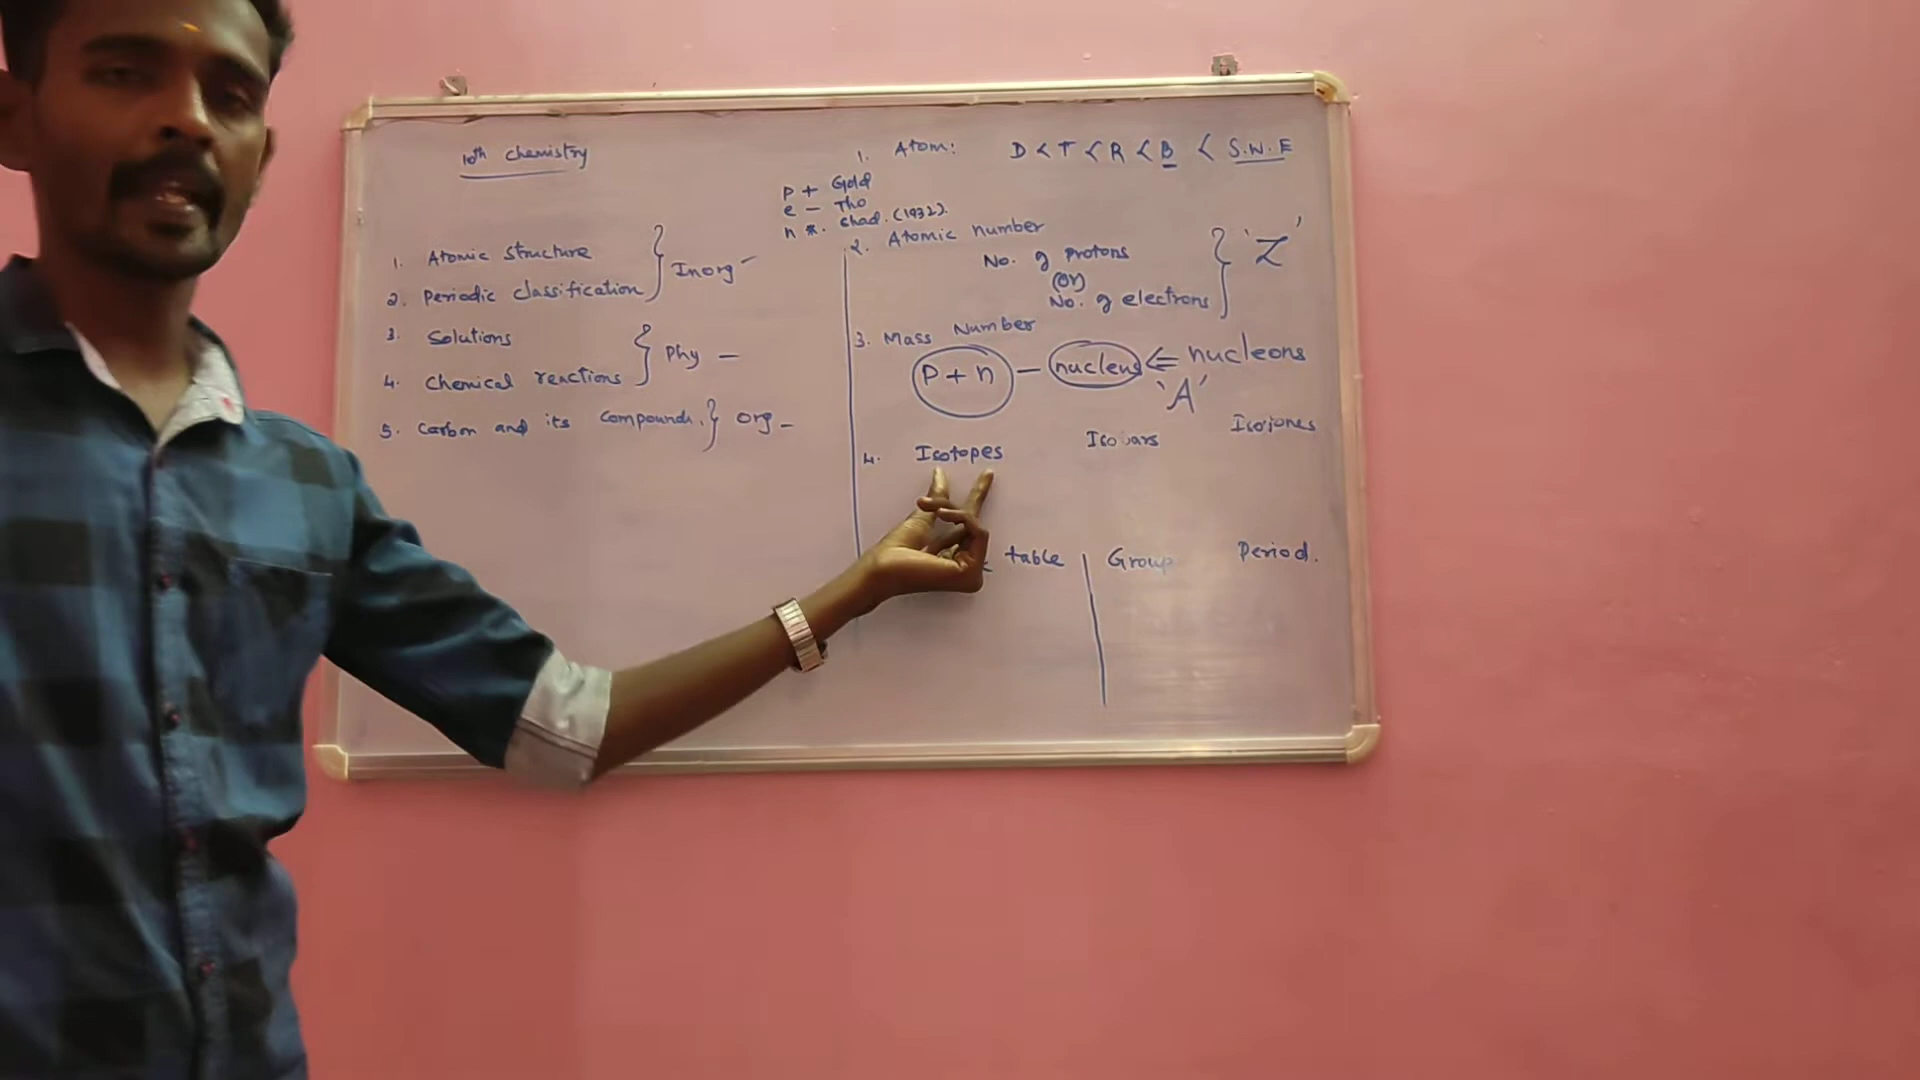 10th chemistry
1. Atomic structure
2. Periodic classification
} Inorg -
3. Solutions
4. Chemical reactions
} Phy -
5. Carbon and its compounds. } Org -
1. Atom: D < T < R < B < S.W.E
P + Gold
e - Tho
n *. Chad. (1932).
2. Atomic number
No. of protons
(or)
No. of electrons
} 'Z'
3. Mass Number
P + n - nucleus ⇐ nucleons
'A'
4. Isotopes Isobars Isotones
table Group Period.